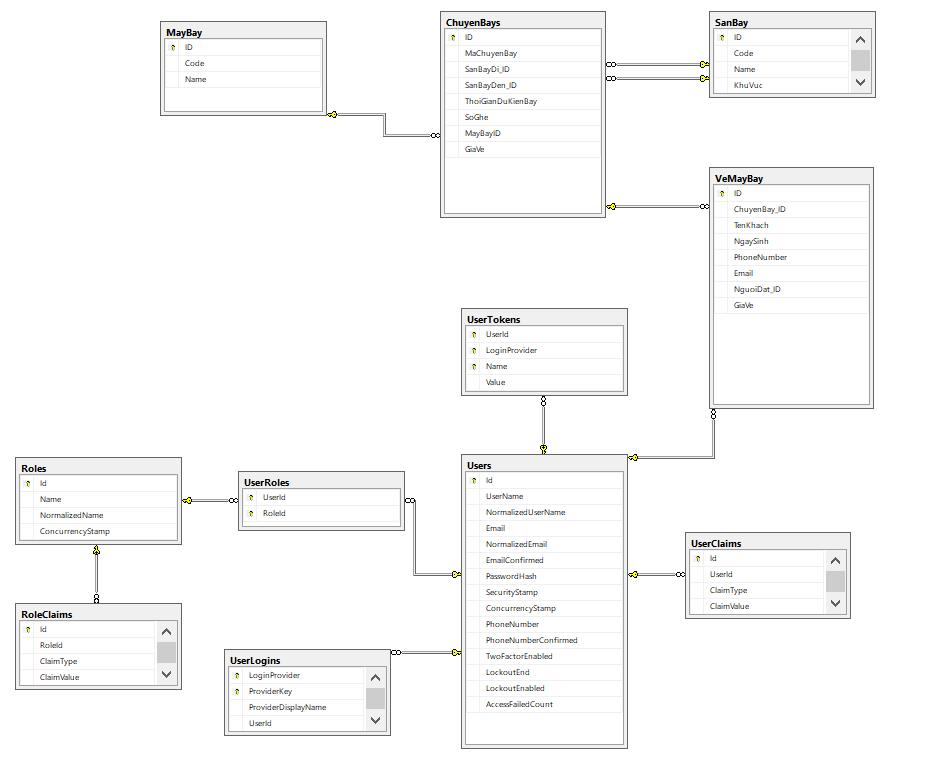 MayBay
ID
Code
Name
ChuyenBays
ID
MaChuyenBay
SanBayDi_ID
SanBayDen_ID
ThoiGianDuKienBay
SoGhe
MayBayID
GiaVe
SanBay
ID
Code
Name
KhuVuc
VeMayBay
ID
ChuyenBay_ID
TenKhach
NgaySinh
PhoneNumber
Email
NguoiDat_ID
GiaVe
UserTokens
UserId
LoginProvider
Name
Value
Roles
Id
Name
NormalizedName
ConcurrencyStamp
UserRoles
UserId
RoleId
Users
Id
UserName
NormalizedUserName
Email
NormalizedEmail
EmailConfirmed
PasswordHash
SecurityStamp
ConcurrencyStamp
PhoneNumber
PhoneNumberConfirmed
TwoFactorEnabled
LockoutEnd
LockoutEnabled
AccessFailedCount
UserClaims
Id
UserId
ClaimType
ClaimValue
RoleClaims
Id
RoleId
ClaimType
ClaimValue
UserLogins
LoginProvider
ProviderKey
ProviderDisplayName
UserId